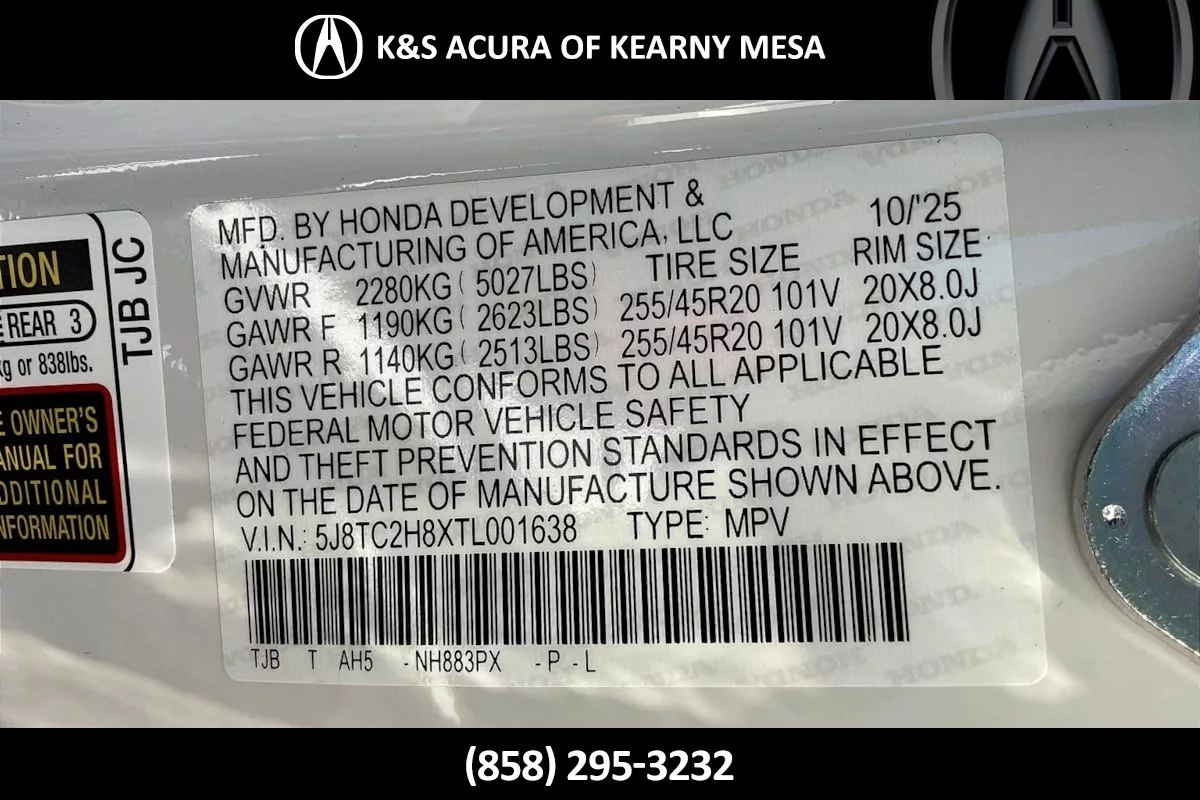 K&S ACURA OF KEARNY MESA
MFD. BY HONDA DEVELOPMENT &
MANUFACTURING OF AMERICA, LLC 10/'25
GVWR 2280KG ( 5027LBS) TIRE SIZE RIM SIZE
GAWR F 1190KG ( 2623LBS) 255/45R20 101V 20X8.0J
GAWR R 1140KG ( 2513LBS) 255/45R20 101V 20X8.0J
THIS VEHICLE CONFORMS TO ALL APPLICABLE
FEDERAL MOTOR VEHICLE SAFETY
AND THEFT PREVENTION STANDARDS IN EFFECT
ON THE DATE OF MANUFACTURE SHOWN ABOVE.
V.I.N.: 5J8TC2H8XTL001638 TYPE: MPV
TJB T AH5 -NH883PX -P-L
TION
REAR 3
kg or 838lbs.
OWNER'S
FOR
TJB JC
HONDA
(858) 295-3232